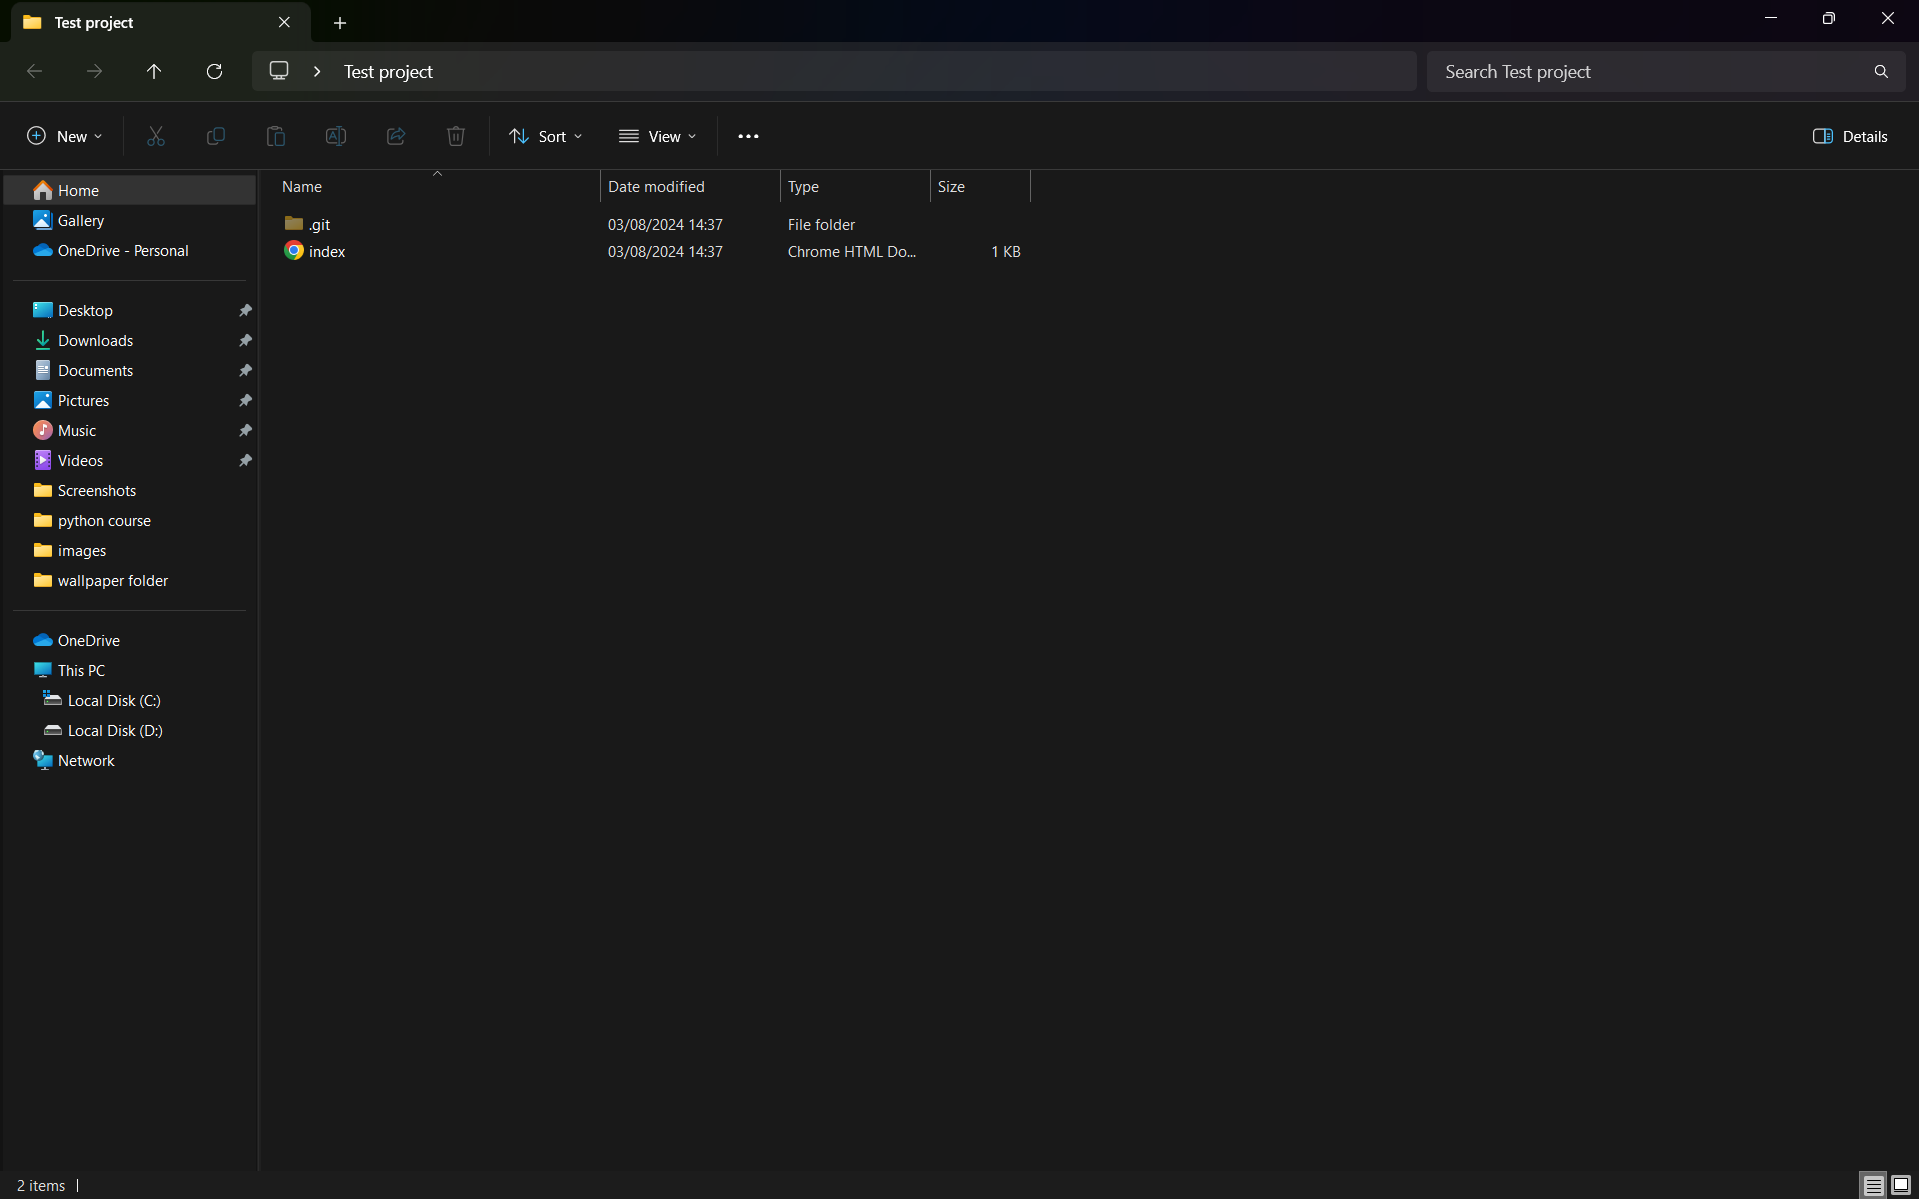 Test project
Test project
Search Test project
New
Sort
View
Details
Name Date modified Type Size
.git 03/08/2024 14:37 File folder
index 03/08/2024 14:37 Chrome HTML Do... 1 KB
Home
Gallery
OneDrive - Personal
Desktop
Downloads
Documents
Pictures
Music
Videos
Screenshots
python course
images
wallpaper folder
OneDrive
This PC
Local Disk (C:)
Local Disk (D:)
Network
2 items